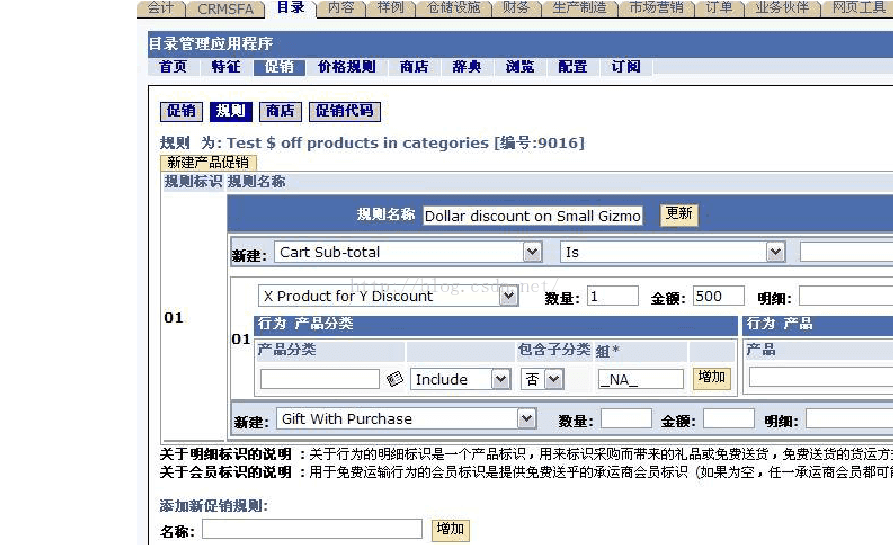 会计 CRMSFA 目录 内容 样例 仓储设施 财务 生产制造 市场营销 订单 业务伙伴 网页工具
目录管理应用程序
首页 特征 促销 价格规则 商店 辞典 浏览 配置 订阅
促销 规则 商店 促销代码
规则 为: Test $ off products in categories [编号:9016]
新建产品促销
规则标识 规则名称
规则名称 Dollar discount on Small Gizmo 更新
新建: Cart Sub-total Is
http://blog.csdn.net/
X Product for Y Discount 数量: 1 金额: 500 明细:
01
行为 产品分类 行为 产品
01
产品分类 包含子分类 组* 产品
Include 否 _NA_ 增加
新建: Gift With Purchase 数量: 金额: 明细:
关于明细标识的说明 : 关于行为的明细标识是一个产品标识，用来标识采购而带来的礼品或免费送货，免费送货的货运方
关于会员标识的说明 : 用于免费运输行为的会员标识是提供免费送乎的承运商会员标识 (如果为空，任一承运商会员都可
添加新促销规则:
名称: 增加